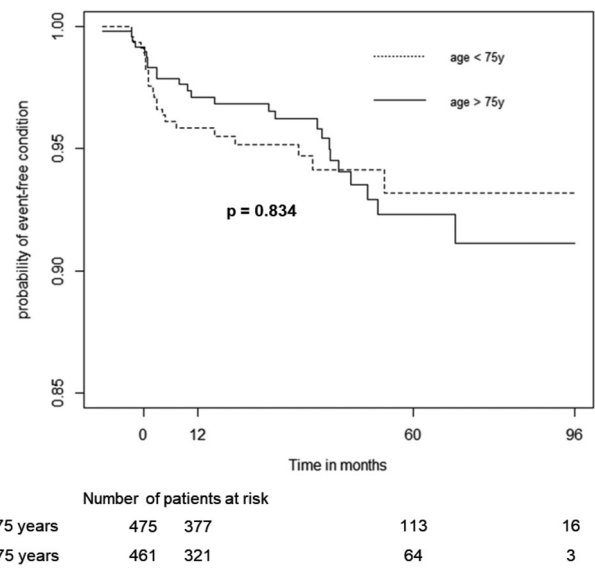 1.00
0.95
0.90
0.85
probability of event-free condition
age < 75y
age > 75y
p = 0.834
0 12 60 96
Time in months
Number of patients at risk
75 years 475 377 113 16
75 years 461 321 64 3